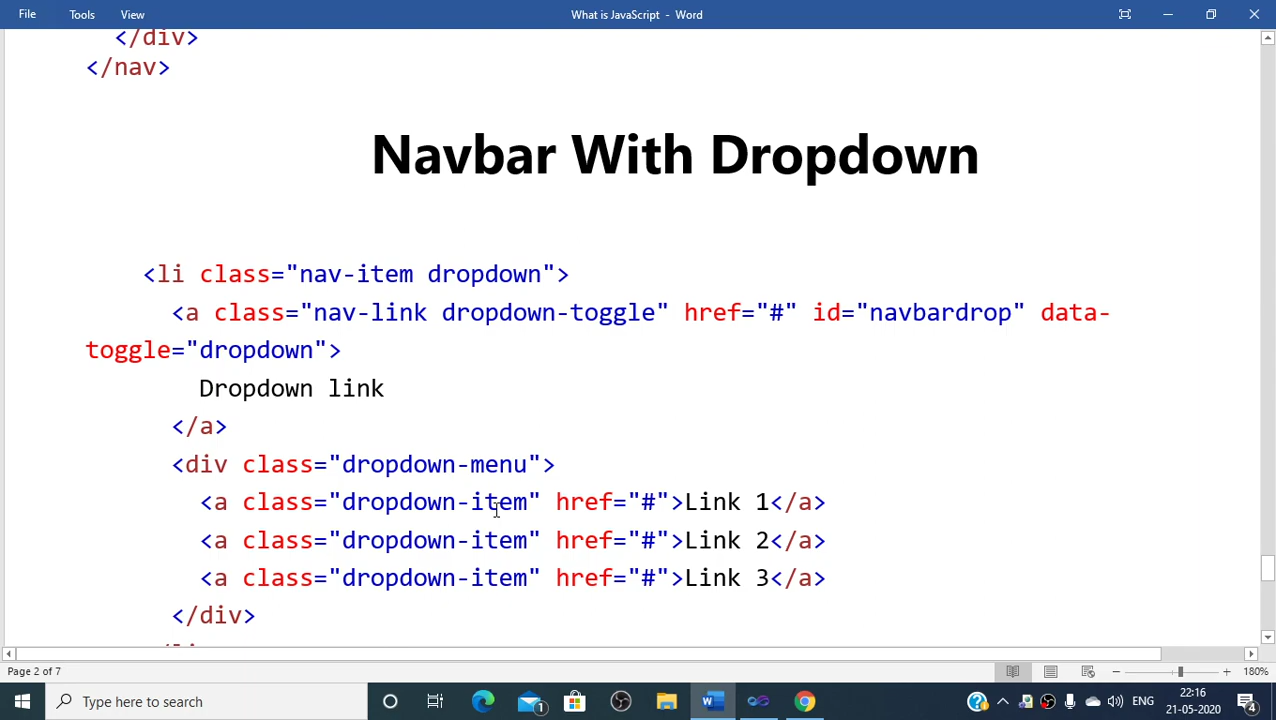 File Tools View What is JavaScript - Word
</div>
</nav>
Navbar With Dropdown
<li class="nav-item dropdown">
<a class="nav-link dropdown-toggle" href="#" id="navbardrop" data-
toggle="dropdown">
Dropdown link
</a>
<div class="dropdown-menu">
<a class="dropdown-item" href="#">Link 1</a>
<a class="dropdown-item" href="#">Link 2</a>
<a class="dropdown-item" href="#">Link 3</a>
</div>
Page 2 of 7 180%
Type here to search 1 ENG 22:16 4
21-05-2020